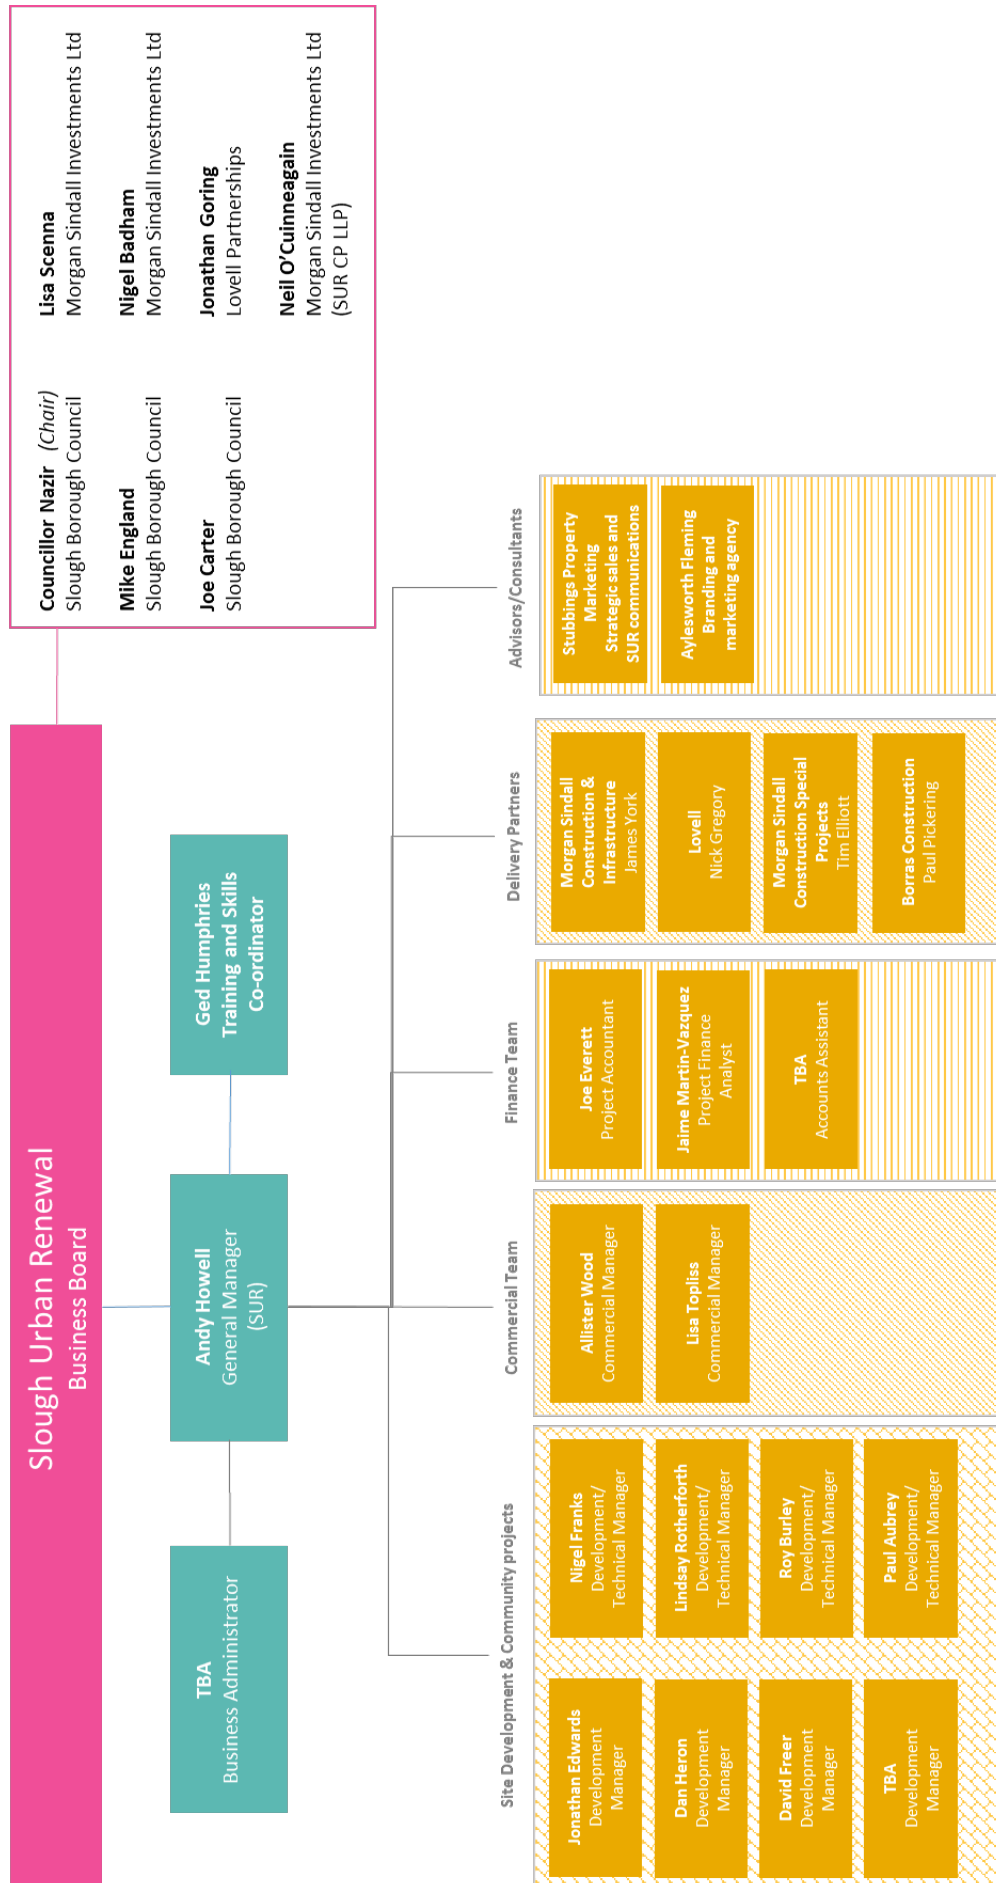 Slough Urban Renewal
Business Board
Councillor Nazir (Chair)
Slough Borough Council
Mike England
Slough Borough Council
Joe Carter
Slough Borough Council
Lisa Scenna
Morgan Sindall Investments Ltd
Nigel Badham
Morgan Sindall Investments Ltd
Jonathan Goring
Lovell Partnerships
Neil O'Cuinneagain
Morgan Sindall Investments Ltd
(SUR CP LLP)
TBA
Business Administrator
Andy Howell
General Manager
(SUR)
Ged Humphries
Training and Skills
Co-ordinator
Site Development & Community projects
Jonathan Edwards
Development
Manager
Dan Heron
Development
Manager
David Freer
Development
Manager
TBA
Development
Manager
Nigel Franks
Development/
Technical Manager
Lindsay Rotherforth
Development/
Technical Manager
Roy Burley
Development/
Technical Manager
Paul Aubrey
Development/
Technical Manager
Commercial Team
Allister Wood
Commercial Manager
Lisa Topliss
Commercial Manager
Finance Team
Joe Everett
Project Accountant
Jaime Martin-Vazquez
Project Finance
Analyst
TBA
Accounts Assistant
Delivery Partners
Morgan Sindall
Construction &
Infrastructure
James York
Lovell
Nick Gregory
Morgan Sindall
Construction Special
Projects
Tim Elliott
Borras Construction
Paul Pickering
Advisors/Consultants
Stubbings Property
Marketing
Strategic sales and
SUR communications
Aylesworth Fleming
Branding and
marketing agency